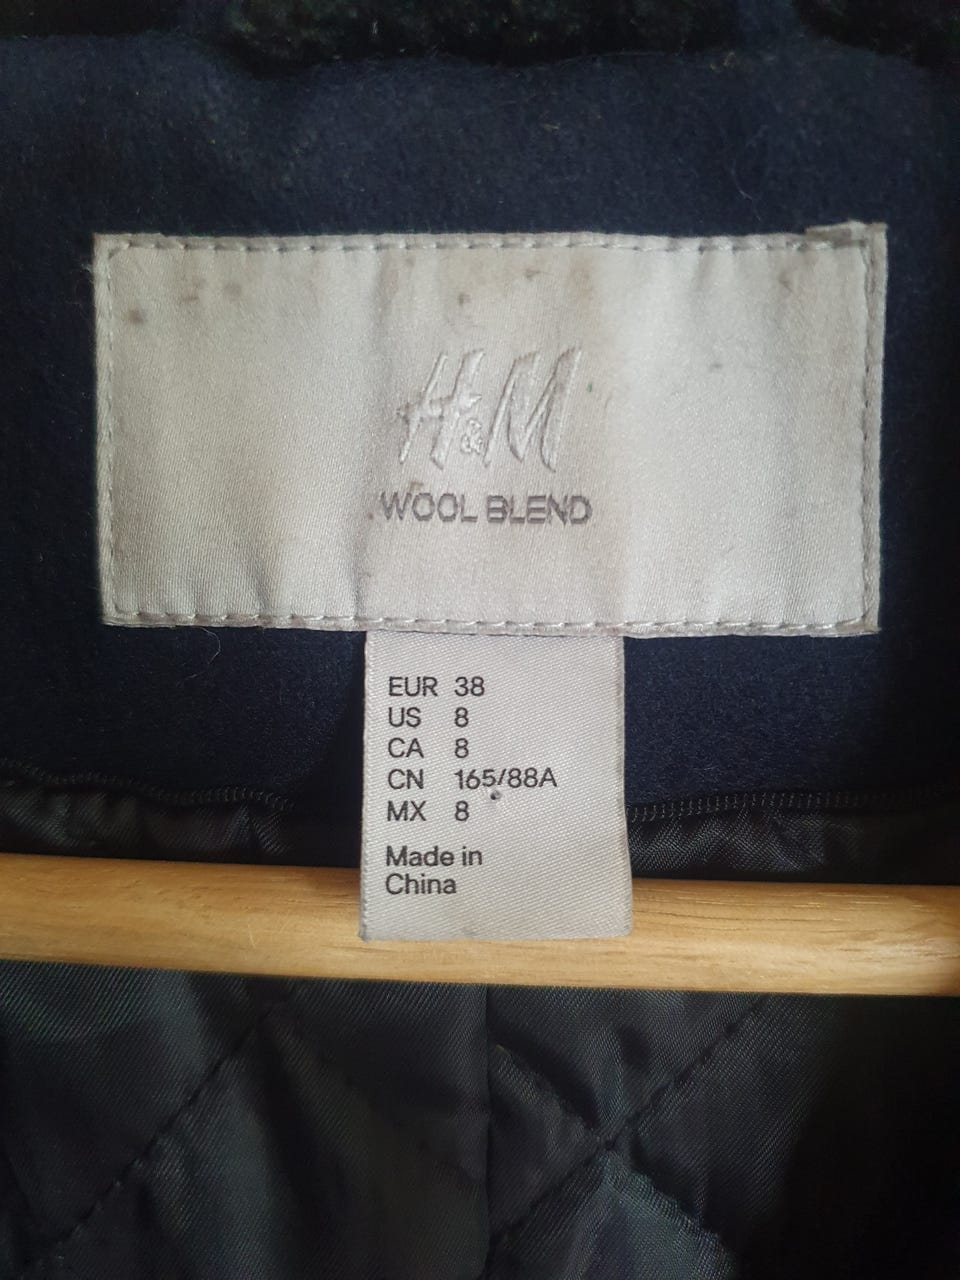 H&M
WOOL BLEND
EUR 38
US 8
CA 8
CN 165/88A
MX 8
Made in
China